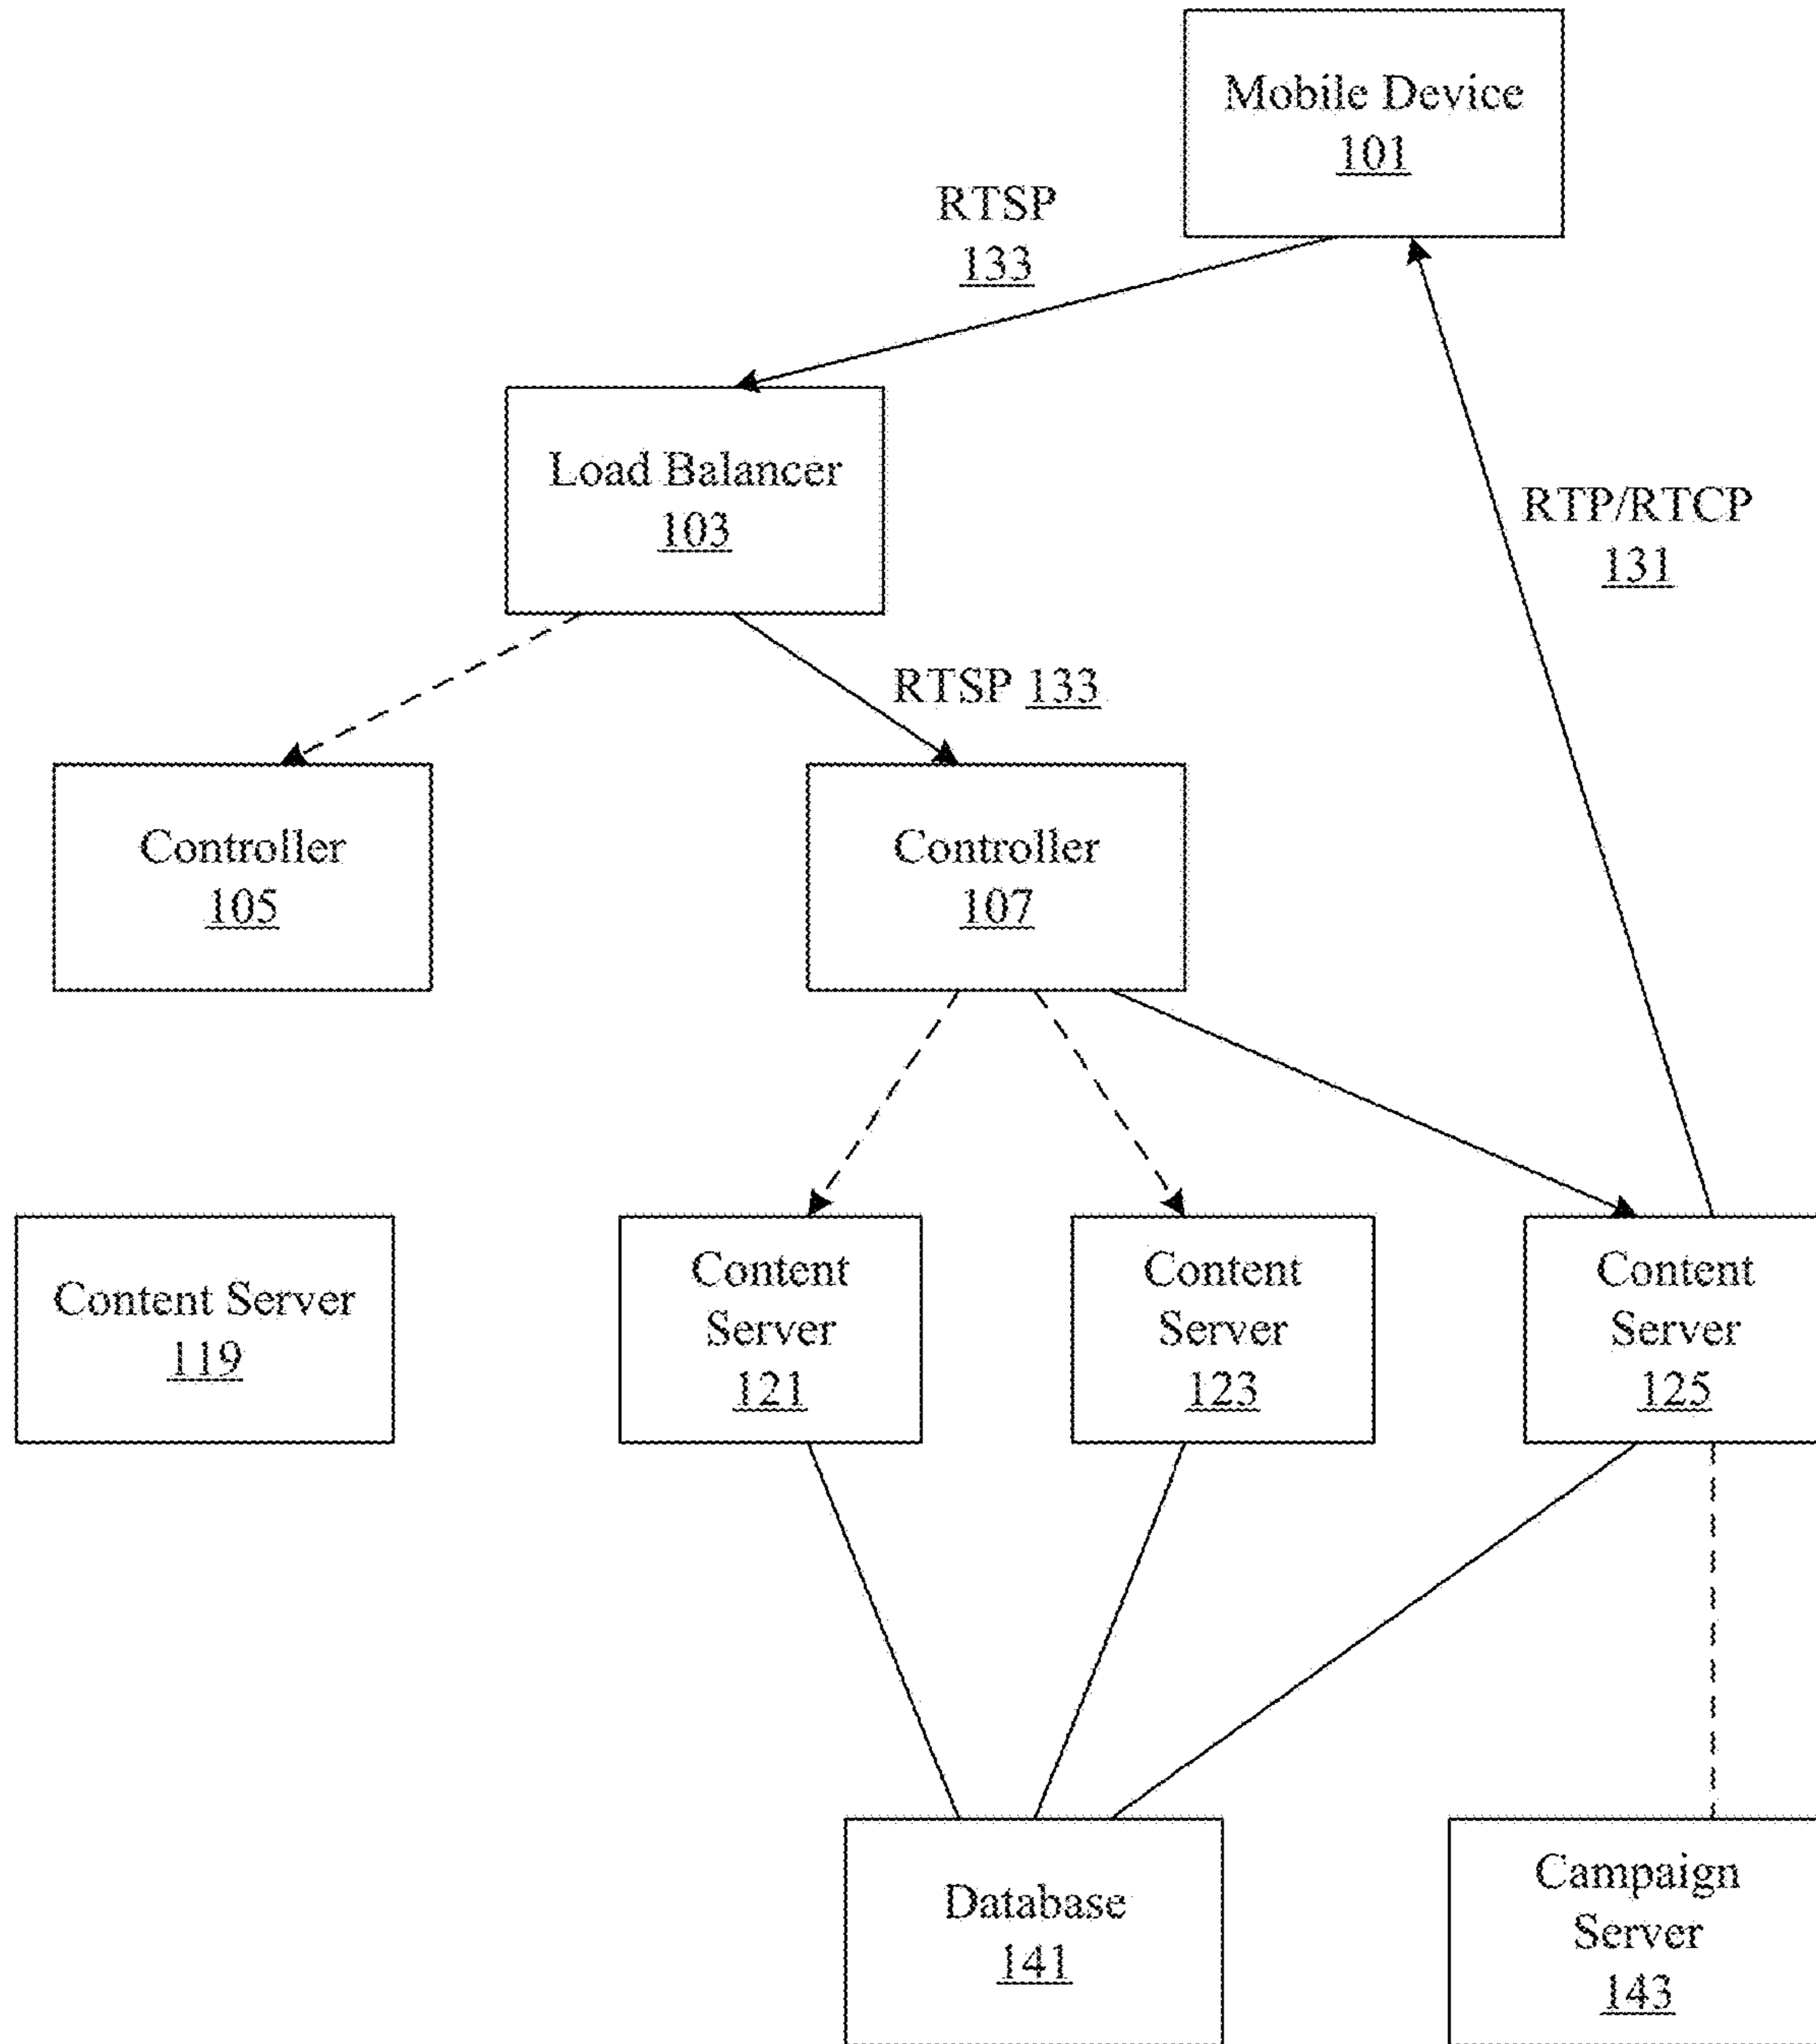 Mobile Device
101
RTSP
133
Load Balancer
103
RTP/RTCP
131
RTSP 133
Controller
105
Controller
107
Content Server
119
Content
Server
121
Content
Server
123
Content
Server
125
Database
141
Campaign
Server
143